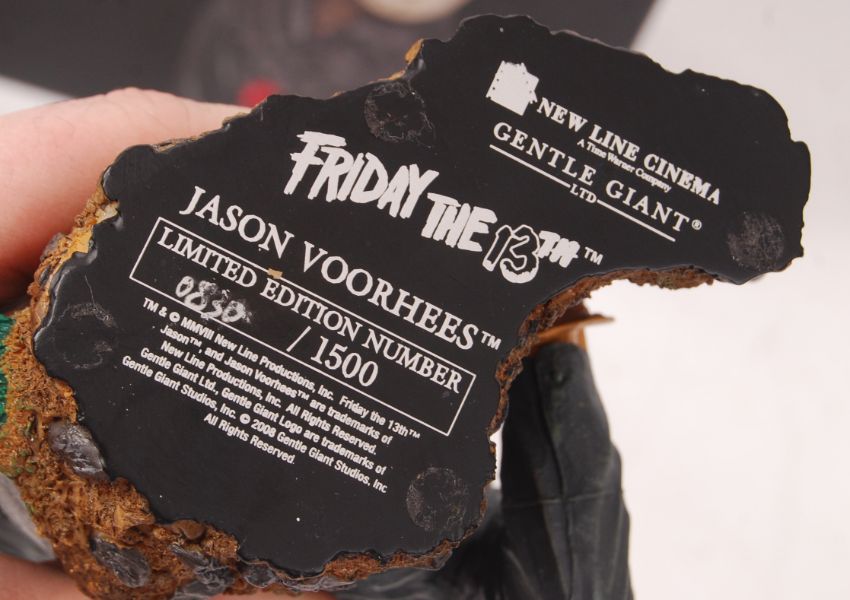 NEW LINE CINEMA
A Time Warner Company
GENTLE GIANT®
LTD
FRIDAY THE 13TH™
JASON VOORHEES™
LIMITED EDITION NUMBER
0830 / 1500
TM & © MMVIII New Line Productions, Inc. Friday the 13th™
Jason™, and Jason Voorhees™ are trademarks of
New Line Productions, Inc. All Rights Reserved.
Gentle Giant Ltd., Gentle Giant Logo are trademarks of
Gentle Giant Studios, Inc. © 2008 Gentle Giant Studios, Inc
All Rights Reserved.